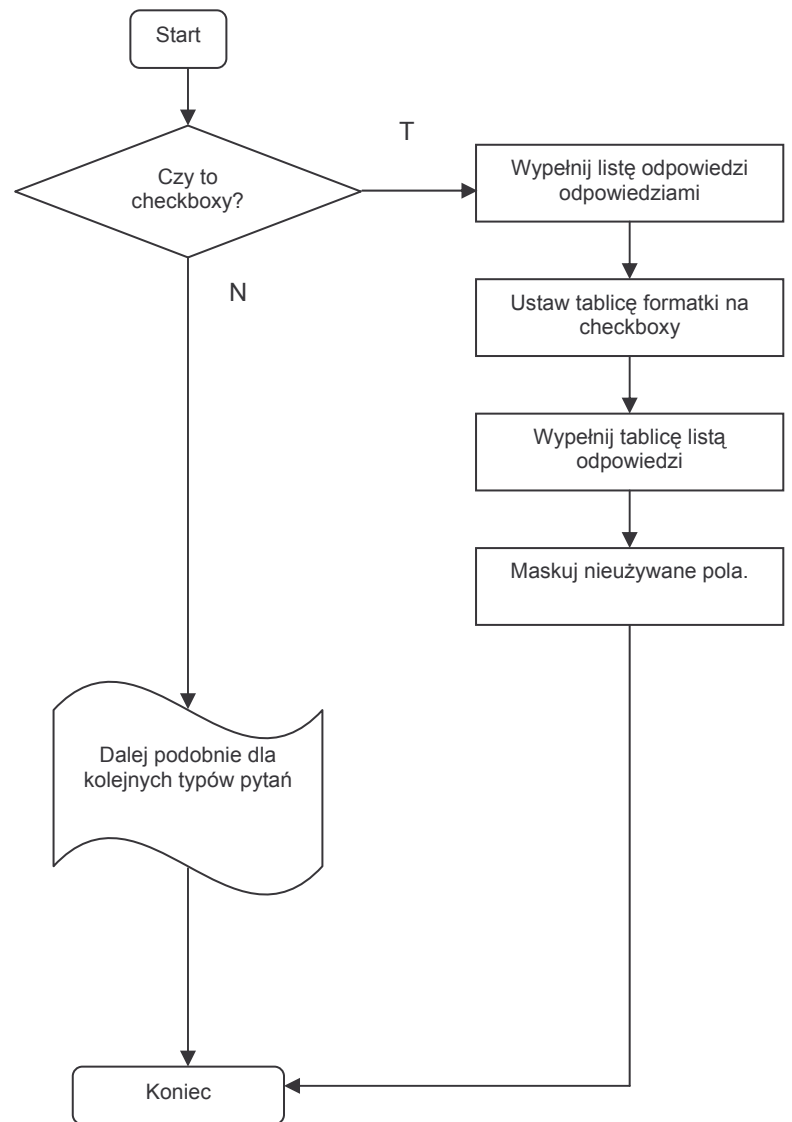 Start
Czy to
checkboxy?
T
Wypełnij listę odpowiedzi
odpowiedziami
Ustaw tablicę formatki na
checkboxy
Wypełnij tablicę listą
odpowiedzi
Maskuj nieużywane pola.
N
Dalej podobnie dla
kolejnych typów pytań
Koniec